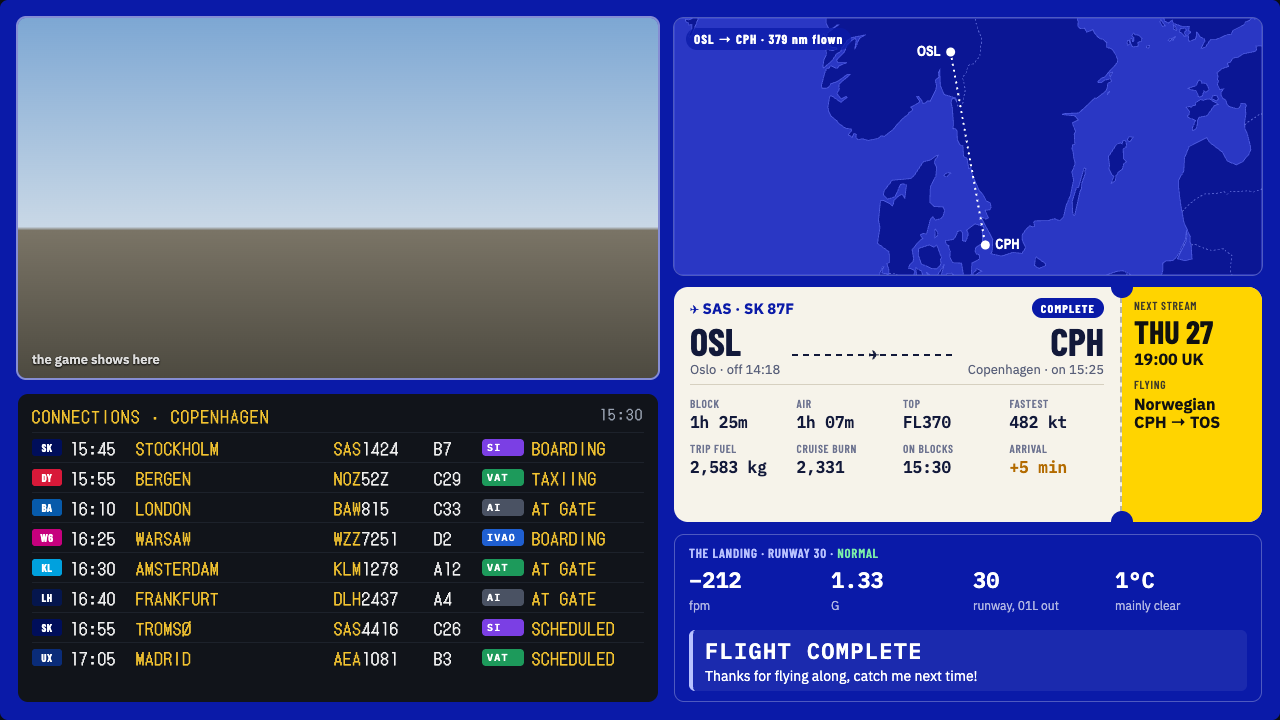 the game shows here
OSL → CPH · 379 nm flown
OSL
CPH
CONNECTIONS · COPENHAGEN 15:30
SK 15:45 STOCKHOLM SAS1424 B7 SI BOARDING
DY 15:55 BERGEN NOZ52Z C29 VAT TAXIING
BA 16:10 LONDON BAW815 C33 AI AT GATE
W6 16:25 WARSAW WZZ7251 D2 IVAO BOARDING
KL 16:30 AMSTERDAM KLM1278 A12 VAT AT GATE
LH 16:40 FRANKFURT DLH2437 A4 AI AT GATE
SK 16:55 TROMSØ SAS4416 C26 SI SCHEDULED
UX 17:05 MADRID AEA1081 B3 VAT SCHEDULED
✈ SAS · SK 87F COMPLETE
OSL CPH
Oslo · off 14:18 Copenhagen · on 15:25
BLOCK AIR TOP FASTEST
1h 25m 1h 07m FL370 482 kt
TRIP FUEL CRUISE BURN ON BLOCKS ARRIVAL
2,583 kg 2,331 15:30 +5 min
NEXT STREAM
THU 27
19:00 UK
FLYING
Norwegian
CPH → TOS
THE LANDING · RUNWAY 30 · NORMAL
−212 1.33 30 1°C
fpm G runway, 01L out mainly clear
FLIGHT COMPLETE
Thanks for flying along, catch me next time!